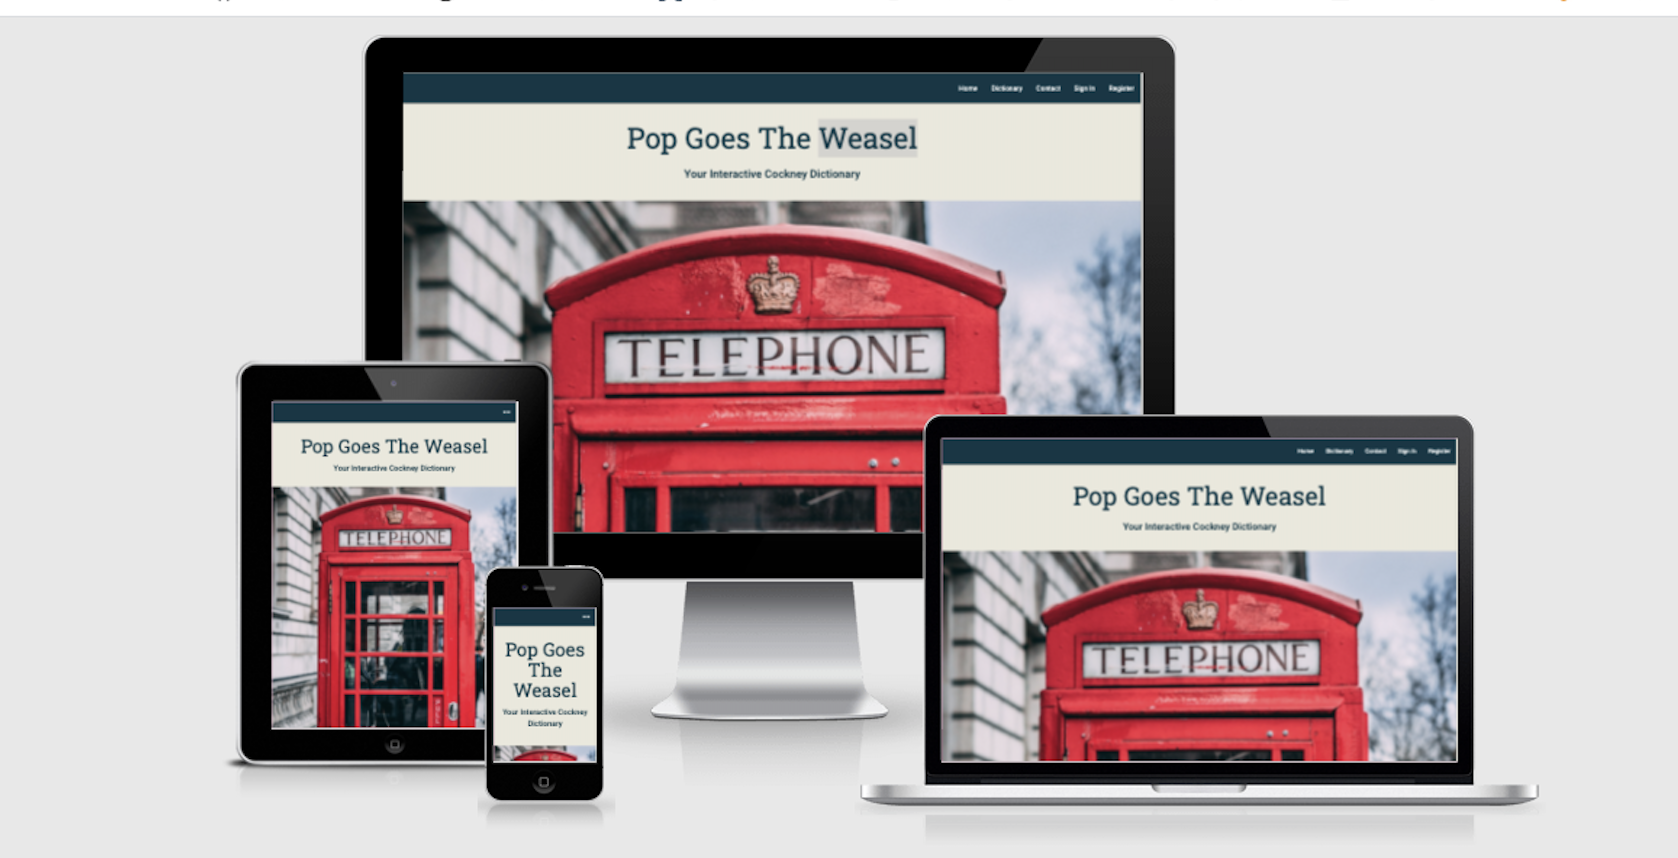 Home Dictionary Contact Sign In Register
Pop Goes The Weasel
Your Interactive Cockney Dictionary
TELEPHONE
Pop Goes The Weasel
Your Interactive Cockney Dictionary
TELEPHONE
Pop Goes
The
Weasel
Your Interactive Cockney
Dictionary
Home Dictionary Contact Sign In Register
Pop Goes The Weasel
Your Interactive Cockney Dictionary
TELEPHONE